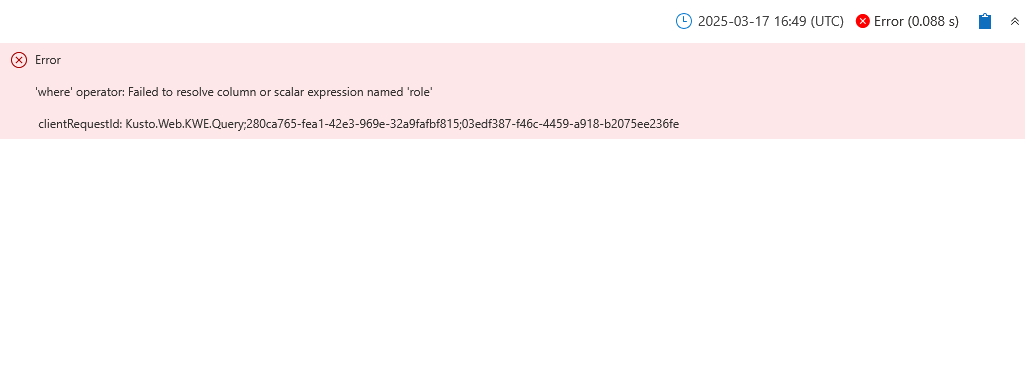 2025-03-17 16:49 (UTC) Error (0.088 s)
Error
'where' operator: Failed to resolve column or scalar expression named 'role'
clientRequestId: Kusto.Web.KWE.Query;280ca765-fea1-42e3-969e-32a9fafbf815;03edf387-f46c-4459-a918-b2075ee236fe